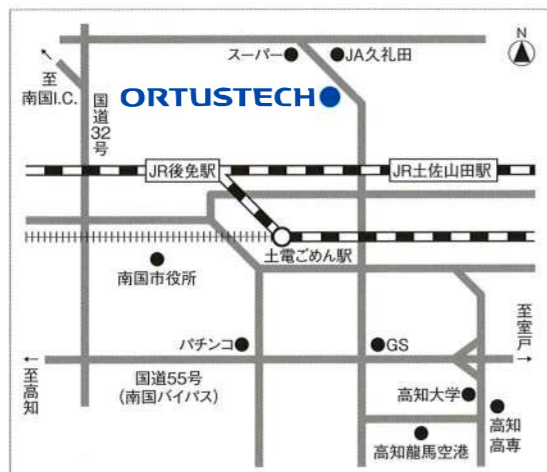 N
スーパー
JA久礼田
至
南国I.C.
国道32号
ORTUSTECH
JR後免駅
JR土佐山田駅
土電ごめん駅
南国市役所
至室戸
パチンコ
GS
至高知
国道55号
(南国バイパス)
高知大学
高知
高専
高知龍馬空港